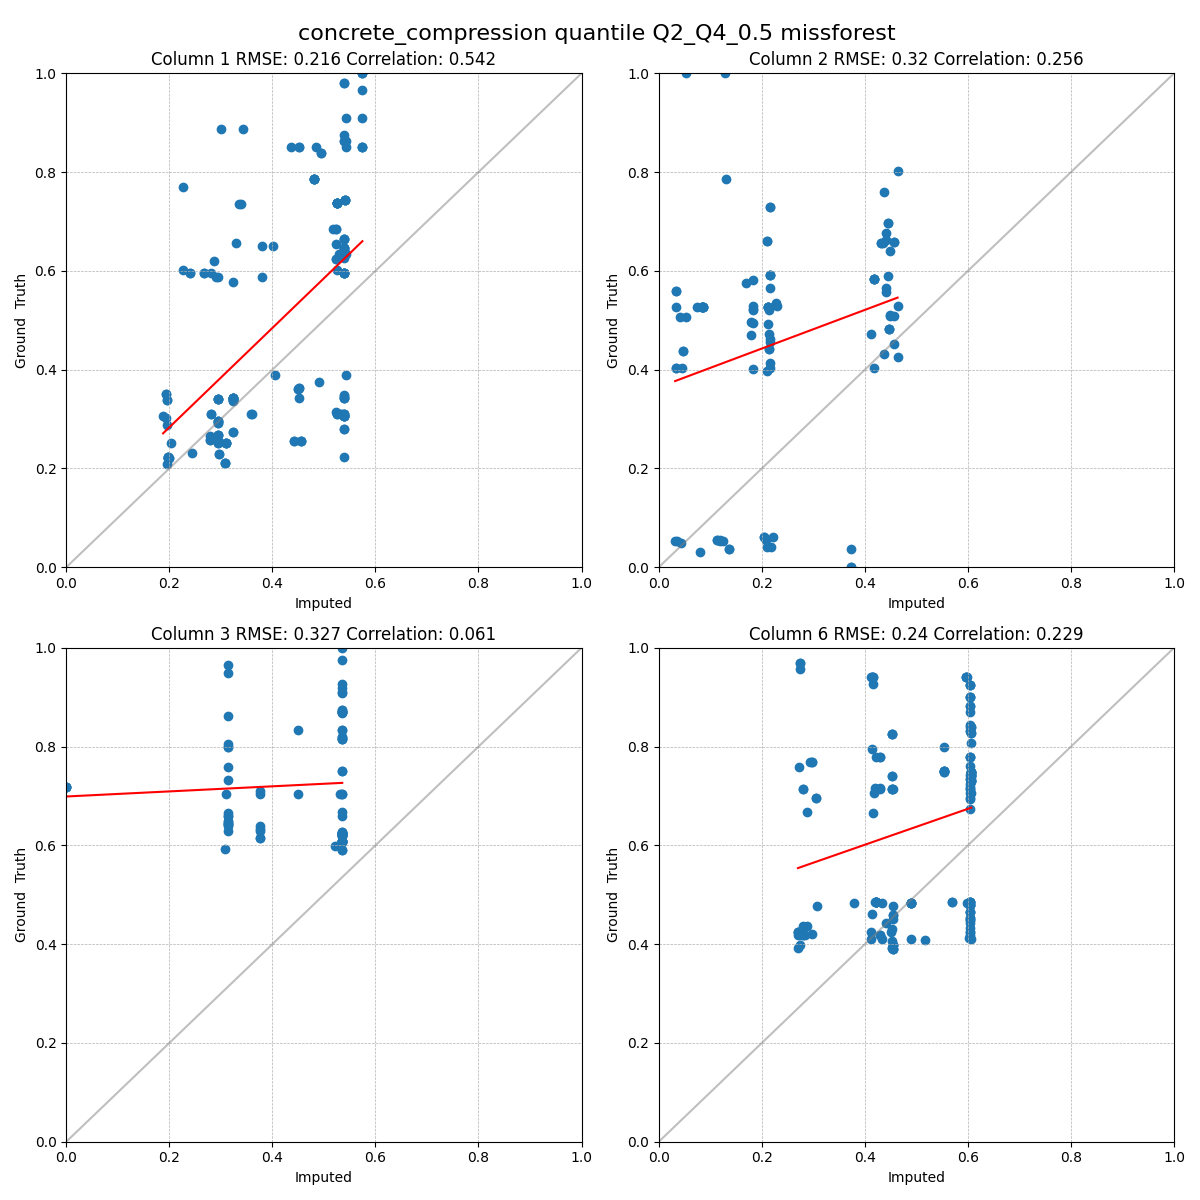 concrete_compression quantile Q2_Q4_0.5 missforest
Column 1 RMSE: 0.216 Correlation: 0.542
Column 2 RMSE: 0.32 Correlation: 0.256
1.0
0.8
0.6
0.4
0.2
0.0
Ground Truth
0.0 0.2 0.4 0.6 0.8 1.0
Imputed
1.0
0.8
0.6
0.4
0.2
0.0
Ground Truth
0.0 0.2 0.4 0.6 0.8 1.0
Imputed
Column 3 RMSE: 0.327 Correlation: 0.061
Column 6 RMSE: 0.24 Correlation: 0.229
1.0
0.8
0.6
0.4
0.2
0.0
Ground Truth
0.0 0.2 0.4 0.6 0.8 1.0
Imputed
1.0
0.8
0.6
0.4
0.2
0.0
Ground Truth
0.0 0.2 0.4 0.6 0.8 1.0
Imputed